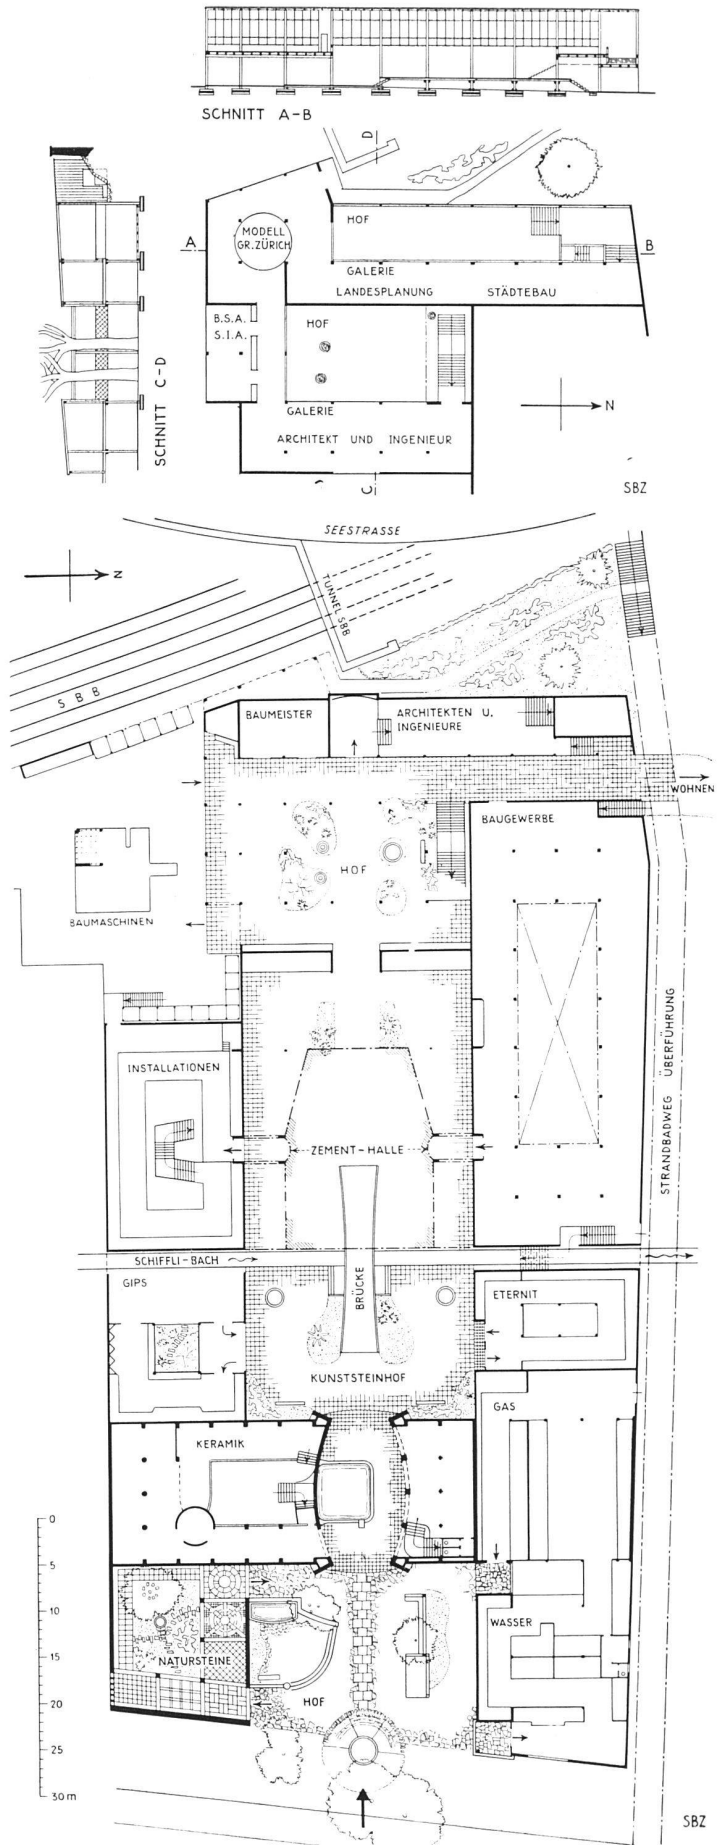 SCHNITT A-B
D
HOF
A
MODELL
GR. ZÜRICH
B
GALERIE
LANDESPLANUNG STÄDTEBAU
B.S.A.
S.I.A.
HOF
SCHNITT C-D
GALERIE
N
ARCHITEKT UND INGENIEUR
C
SBZ
SEESTRASSE
N
TUNNEL SBB
SBB
BAUMEISTER
ARCHITEKTEN U.
INGENIEURE
WOHNEN
BAUGEWERBE
HOF
BAUMASCHINEN
STRANDBADWEG ÜBERFÜHRUNG
INSTALLATIONEN
ZEMENT-HALLE
SCHIFFLI-BACH
GIPS
BRÜCKE
ETERNIT
KUNSTSTEINHOF
GAS
KERAMIK
0
5
10
15
20
25
30 m
WASSER
NATURSTEINE
HOF
SBZ